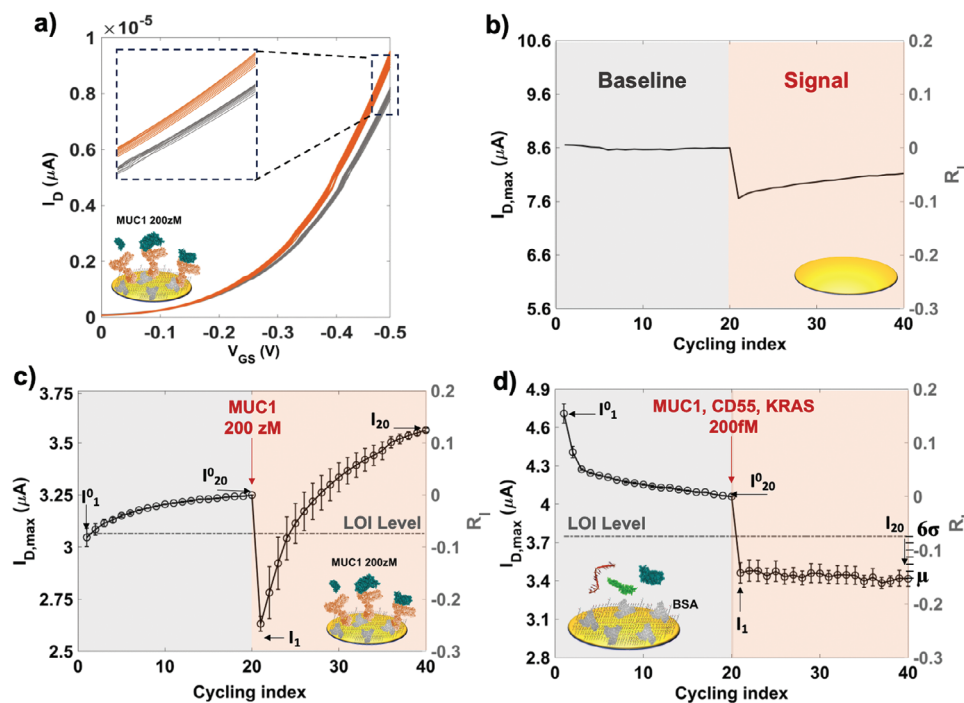 a)
×10⁻⁵
1
0.8
0.6
0.4
0.2
0
I_D (μA)
MUC1 200zM
0
-0.1
-0.2
-0.3
-0.4
-0.5
V_GS (V)
b)
10.6
9.6
8.6
7.6
6.6
5.6
I_D,max (μA)
Baseline
Signal
0.2
0.1
0
-0.1
-0.2
-0.3
R_I
0
10
20
30
40
Cycling index
c)
3.75
3.5
3.25
3
2.75
2.5
I_D,max (μA)
MUC1
200 zM
I⁰₁
I⁰₂₀
I₂₀
LOI Level
MUC1 200zM
I₁
0.2
0.1
0
-0.1
-0.2
-0.3
R_I
0
10
20
30
40
Cycling index
d)
4.9
4.6
4.3
4
3.7
3.4
3.1
2.8
I_D,max (μA)
I⁰₁
MUC1, CD55, KRAS
200fM
I⁰₂₀
LOI Level
I₂₀
6σ
μ
BSA
I₁
0.2
0.1
0
-0.1
-0.2
-0.3
R_I
0
10
20
30
40
Cycling index